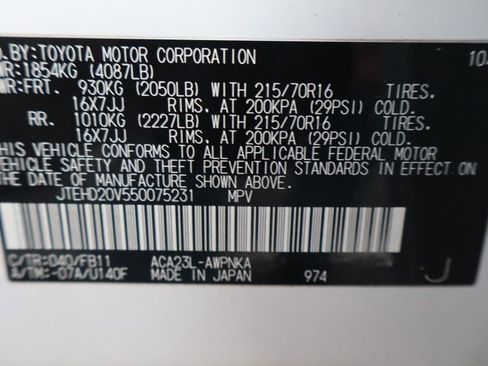 D.BY:TOYOTA MOTOR CORPORATION 10
WR:1854KG (4087LB)
WR:FRT. 930KG (2050LB) WITH 215/70R16 TIRES.
16X7JJ RIMS, AT 200KPA (29PSI) COLD.
RR. 1010KG (2227LB) WITH 215/70R16 TIRES.
16X7JJ RIMS, AT 200KPA (29PSI) COLD.
THIS VEHICLE CONFORMS TO ALL APPLICABLE FEDERAL MOTOR
VEHICLE SAFETY AND THEFT PREVENTION STANDARDS IN EFFECT ON
THE DATE OF MANUFACTURE SHOWN ABOVE.
JTEHD20V550075231 MPV
C/TR:040/FB11 ACA23L-AWPNKA
A/TM:-07A/U140F MADE IN JAPAN 974 J